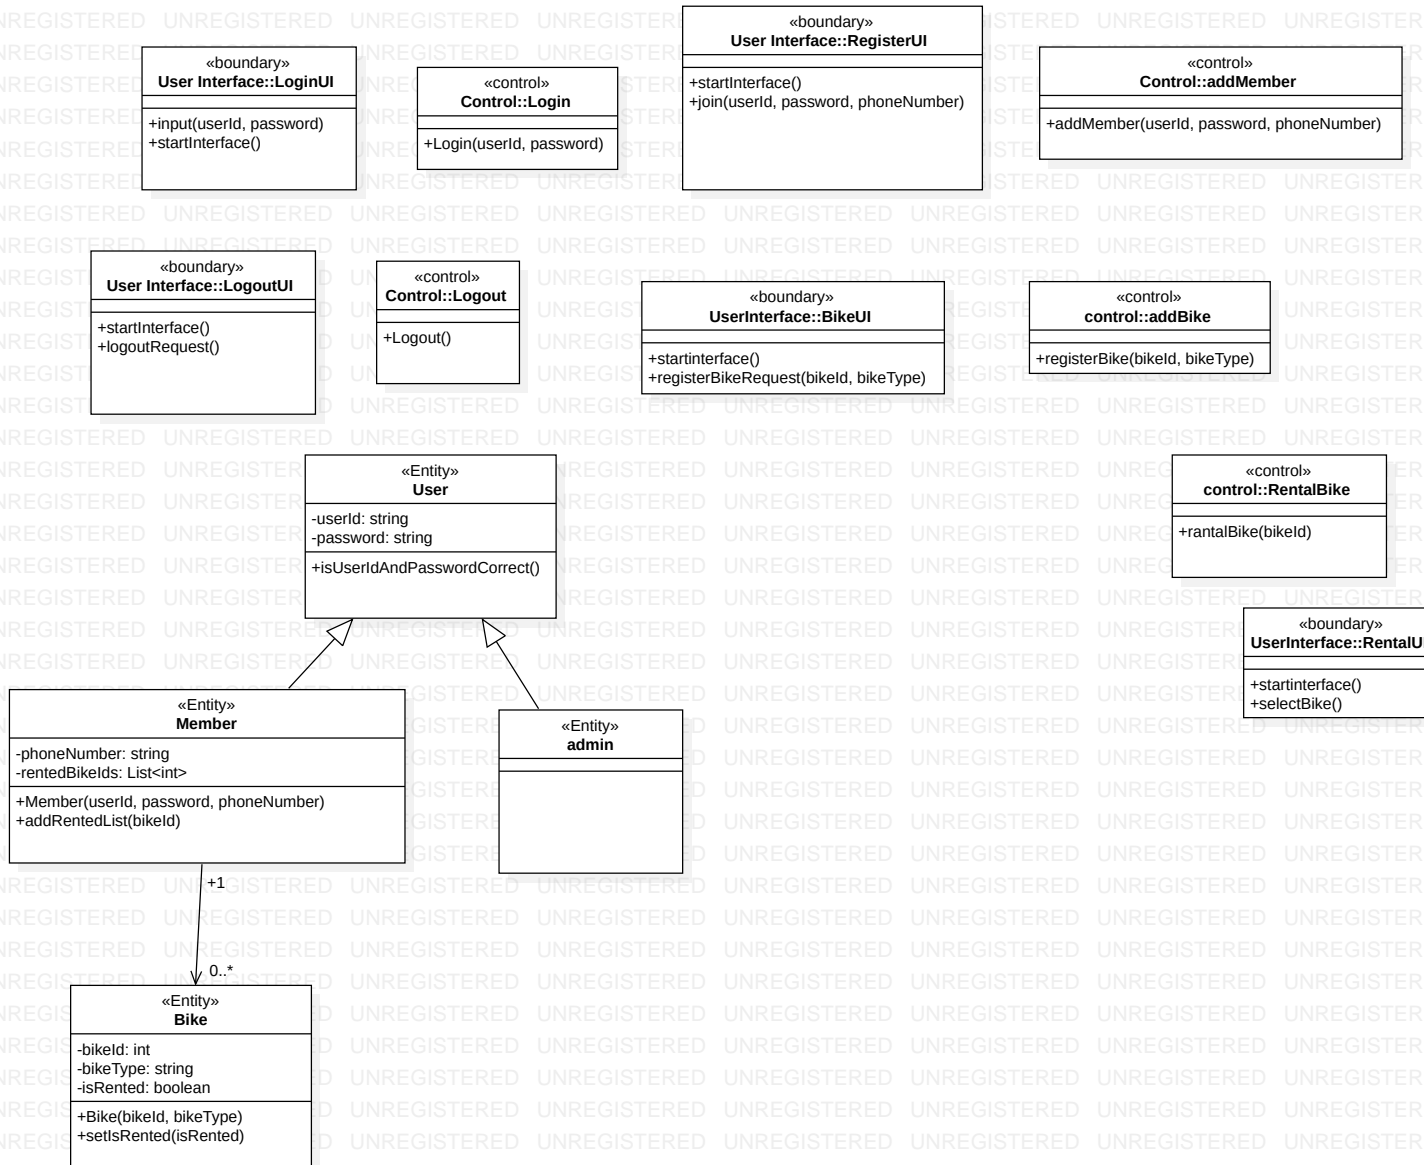 «boundary»
User Interface::LoginUI
+input(userId, password)
+startInterface()
«control»
Control::Login
+Login(userId, password)
«boundary»
User Interface::RegisterUI
+startInterface()
+join(userId, password, phoneNumber)
«control»
Control::addMember
+addMember(userId, password, phoneNumber)
«boundary»
User Interface::LogoutUI
+startInterface()
+logoutRequest()
«control»
Control::Logout
+Logout()
«boundary»
UserInterface::BikeUI
+startinterface()
+registerBikeRequest(bikeId, bikeType)
«control»
control::addBike
+registerBike(bikeId, bikeType)
«Entity»
User
-userId: string
-password: string
+isUserIdAndPasswordCorrect()
«control»
control::RentalBike
+rantalBike(bikeId)
«boundary»
UserInterface::RentalUI
+startinterface()
+selectBike()
«Entity»
Member
-phoneNumber: string
-rentedBikeIds: List<int>
+Member(userId, password, phoneNumber)
+addRentedList(bikeId)
«Entity»
admin
+1
0..*
«Entity»
Bike
-bikeId: int
-bikeType: string
-isRented: boolean
+Bike(bikeId, bikeType)
+setIsRented(isRented)
UNREGISTERED